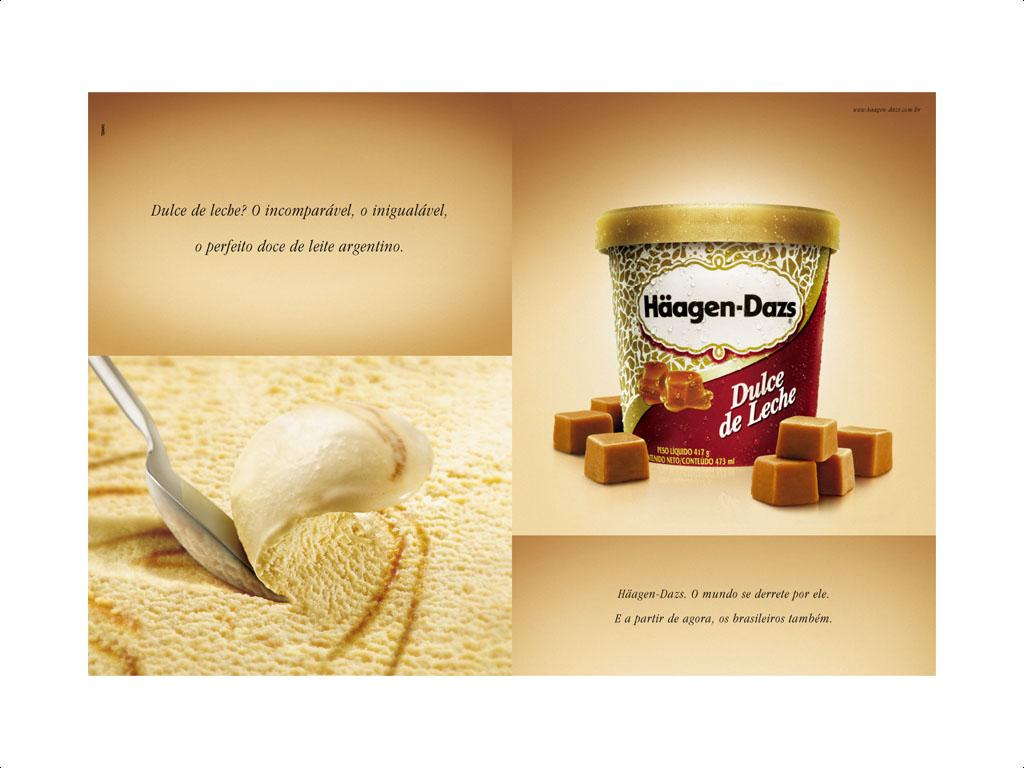 Dulce de leche? O incomparável, o inigualável,
o perfeito doce de leite argentino.
www.haagen-dazs.com.br
Häagen-Dazs
Dulce
de Leche
PESO LÍQUIDO 417 g
NETO/CONTEÚDO 473 ml
Häagen-Dazs. O mundo se derrete por ele.
E a partir de agora, os brasileiros também.